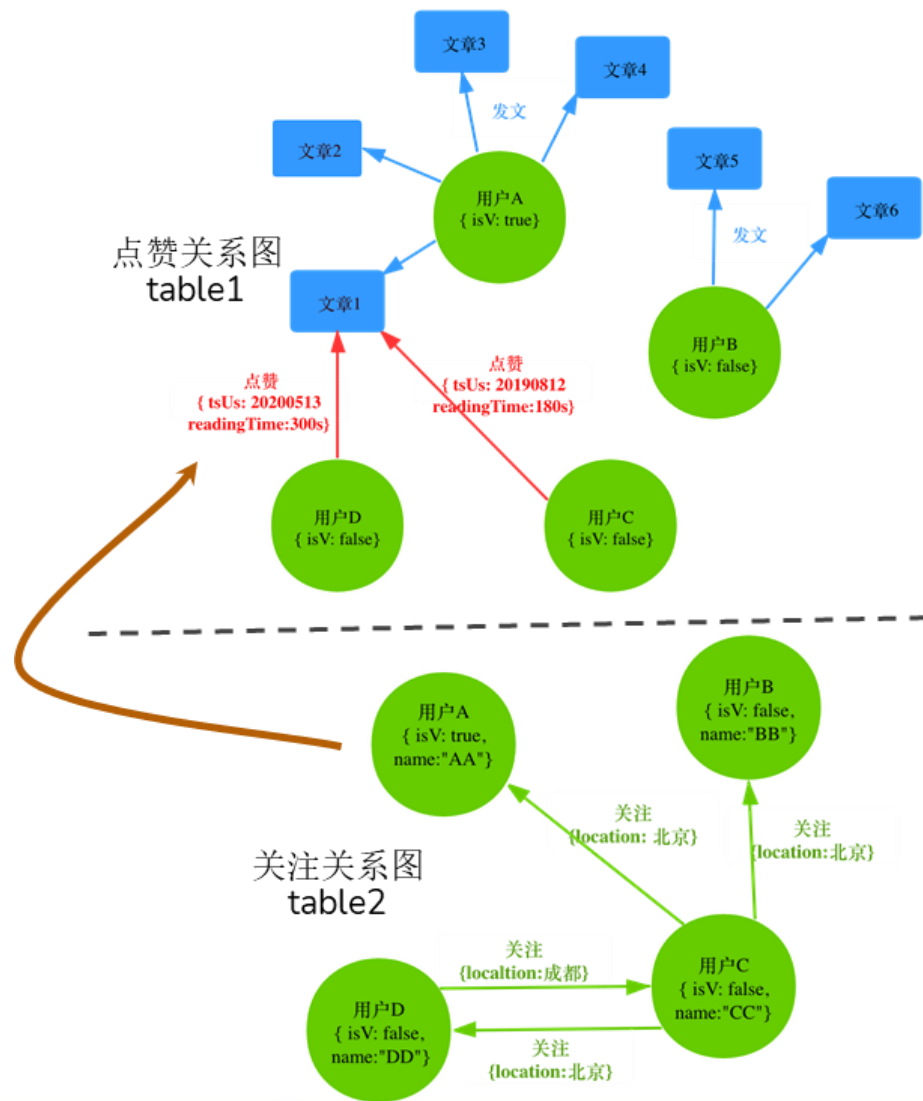 文章3
文章4
发文
文章2
文章5
用户A
{ isV: true}
文章6
发文
点赞关系图
table1
文章1
用户B
{ isV: false}
点赞
{ tsUs: 20200513
readingTime:300s}
点赞
{ tsUs: 20190812
readingTime:180s}
用户D
{ isV: false}
用户C
{ isV: false}
用户B
{ isV: false,
name:"BB"}
用户A
{ isV: true,
name:"AA"}
关注
{location: 北京}
关注
{location:北京}
关注关系图
table2
关注
{localtion:成都}
用户C
{ isV: false,
name:"CC"}
用户D
{ isV: false,
name:"DD"}
关注
{location:北京}